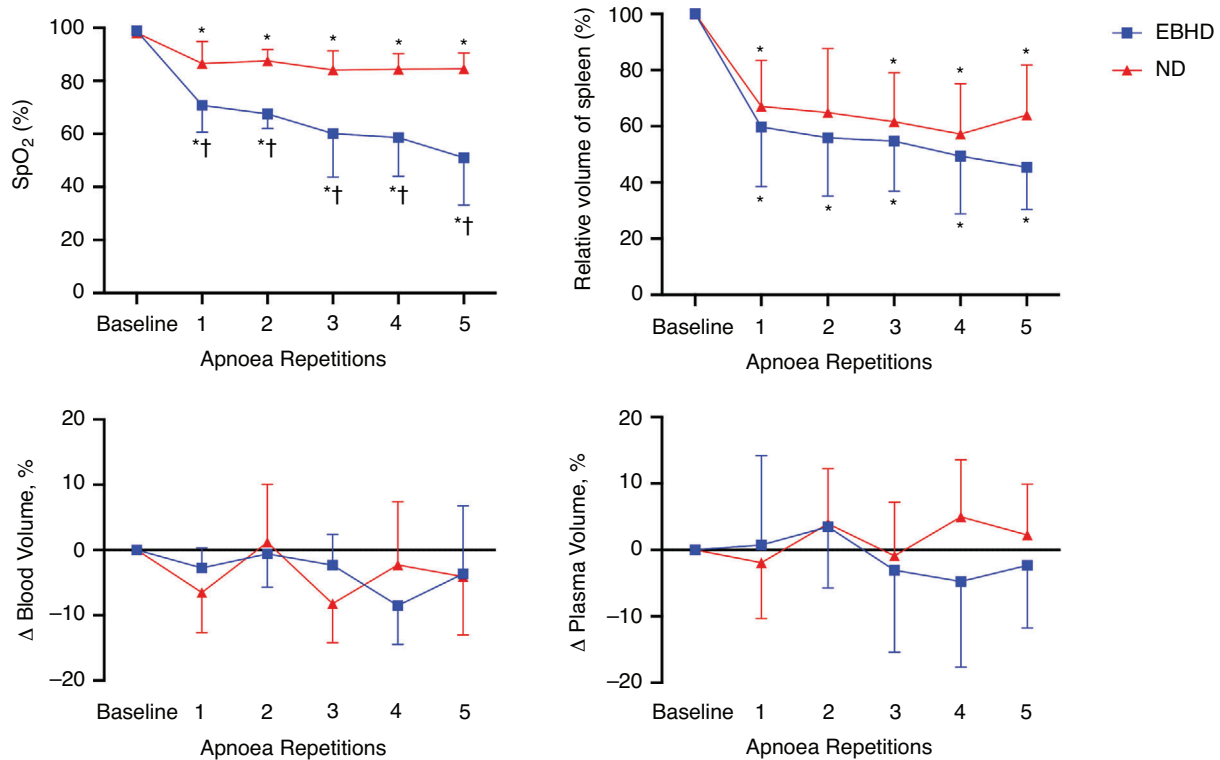 SpO2 (%)
100
80
60
40
20
0
* * * * *
*† *† *† *† *†
Baseline 1 2 3 4 5
Apnoea Repetitions
Relative volume of spleen (%)
100
80
60
40
20
0
* * * *
* * * * *
Baseline 1 2 3 4 5
Apnoea Repetitions
EBHD
ND
Δ Blood Volume, %
20
10
0
−10
−20
Baseline 1 2 3 4 5
Apnoea Repetitions
Δ Plasma Volume, %
20
10
0
−10
−20
Baseline 1 2 3 4 5
Apnoea Repetitions